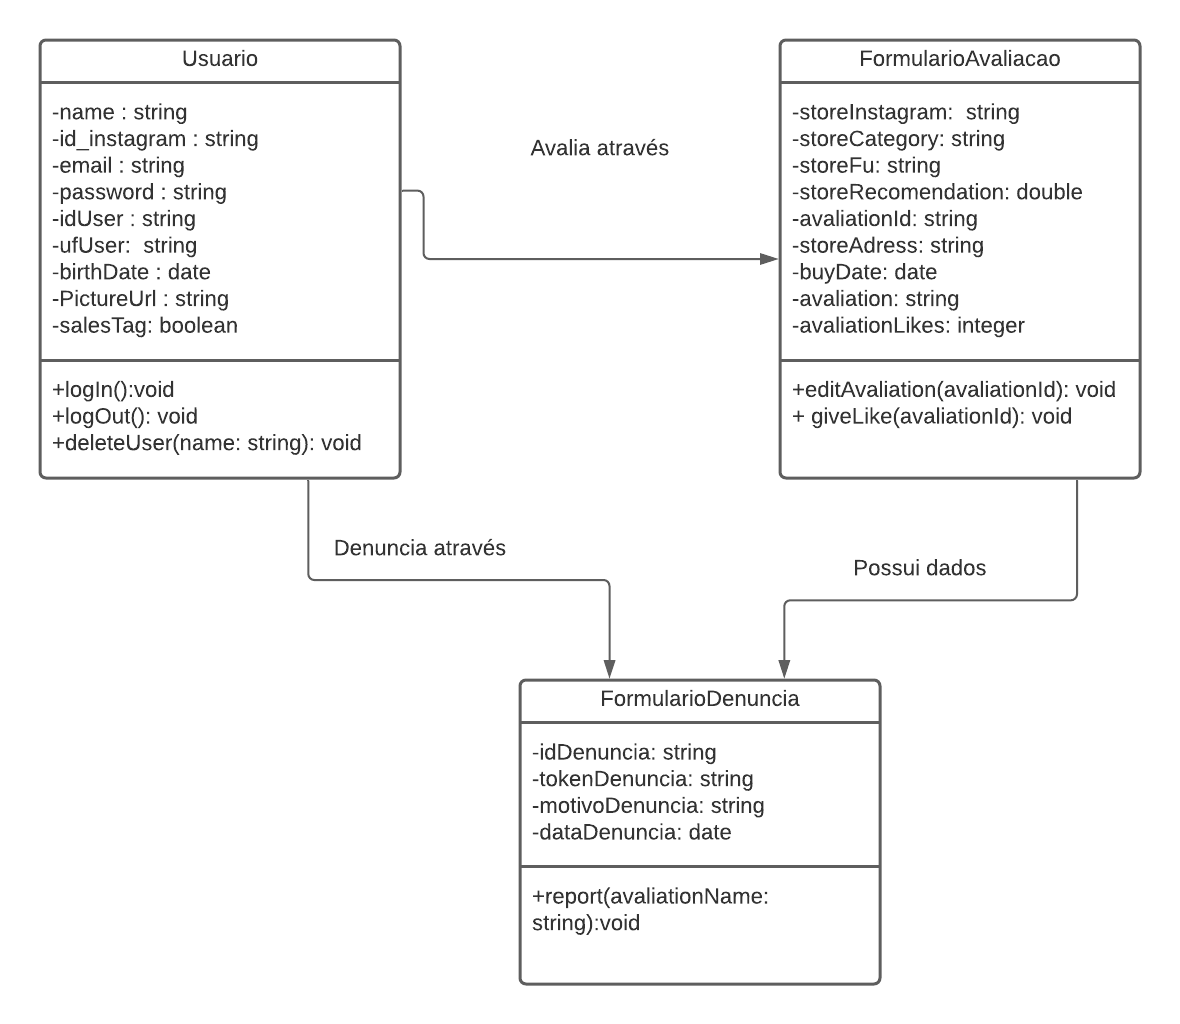 Usuario
-name : string
-id_instagram : string
-email : string
-password : string
-idUser : string
-ufUser:  string
-birthDate : date
-PictureUrl : string
-salesTag: boolean
+logIn():void
+logOut(): void
+deleteUser(name: string): void
Avalia através
FormularioAvaliacao
-storeInstagram:  string
-storeCategory: string
-storeFu: string
-storeRecomendation: double
-avaliationId: string
-storeAdress: string
-buyDate: date
-avaliation: string
-avaliationLikes: integer
+editAvaliation(avaliationId): void
+ giveLike(avaliationId): void
Denuncia através
Possui dados
FormularioDenuncia
-idDenuncia: string
-tokenDenuncia: string
-motivoDenuncia: string
-dataDenuncia: date
+report(avaliationName:
string):void